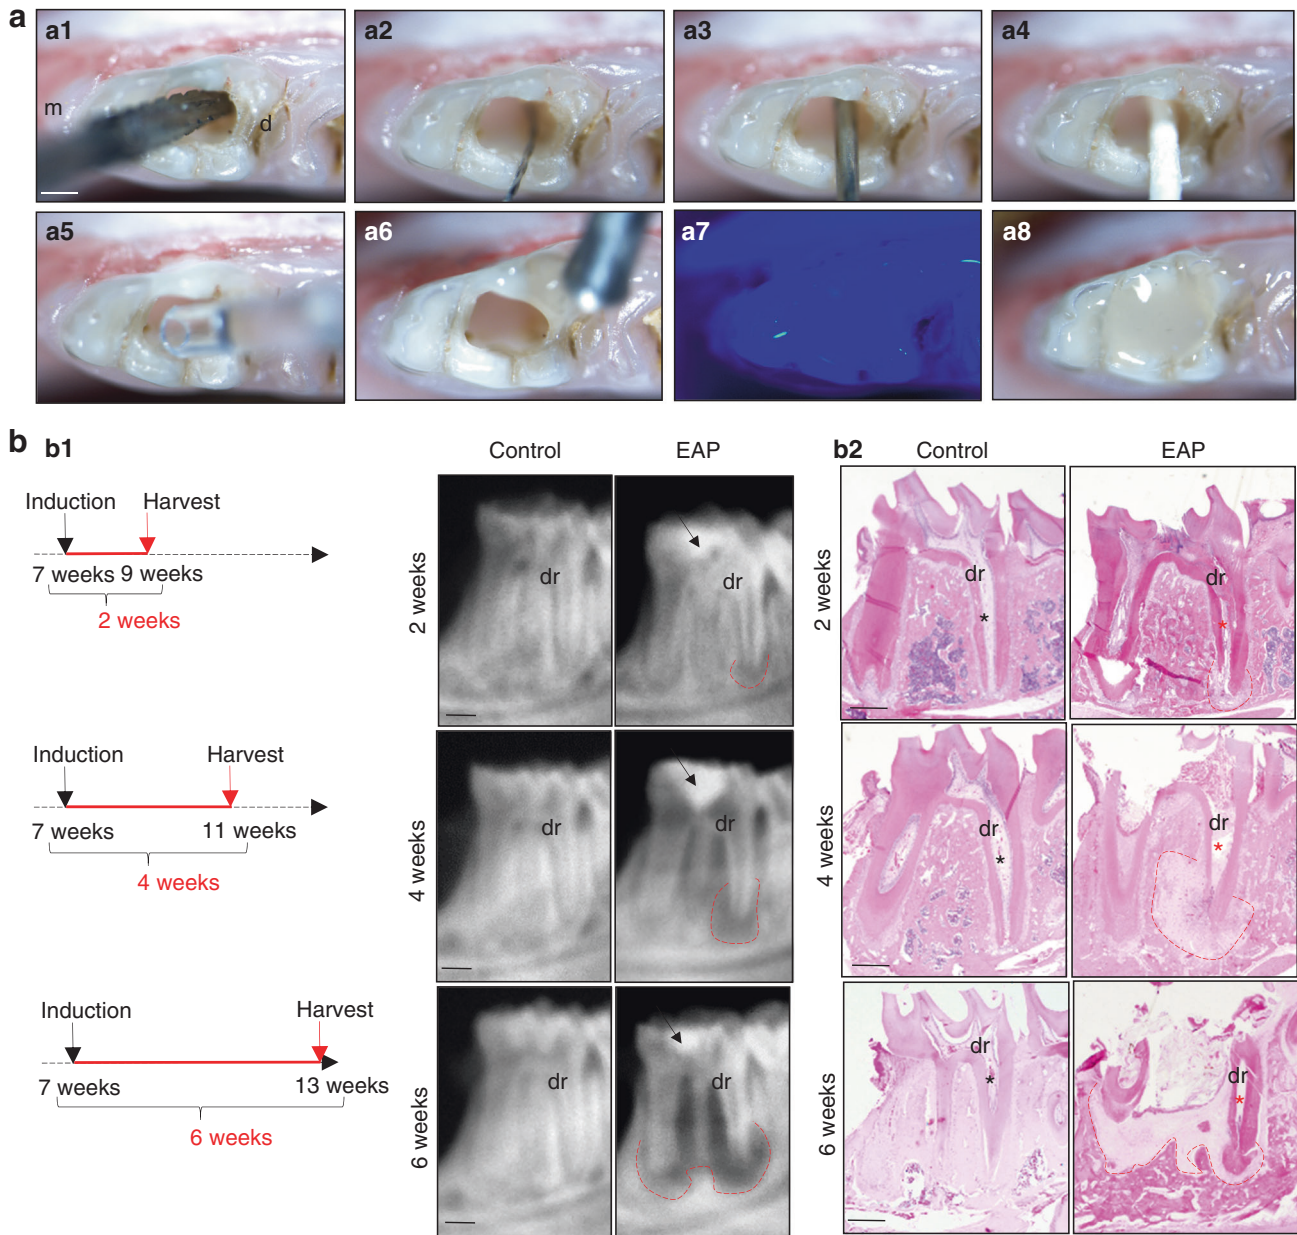 a
a1 a2 a3 a4
m d
a5 a6 a7 a8
b b1 Control EAP b2 Control EAP
Induction Harvest
7 weeks 9 weeks
2 weeks
2 weeks
dr dr
2 weeks
dr * dr *
Induction Harvest
7 weeks 11 weeks
4 weeks
4 weeks
dr dr
4 weeks
dr * dr *
Induction Harvest
7 weeks 13 weeks
6 weeks
6 weeks
dr dr
6 weeks
dr * dr *